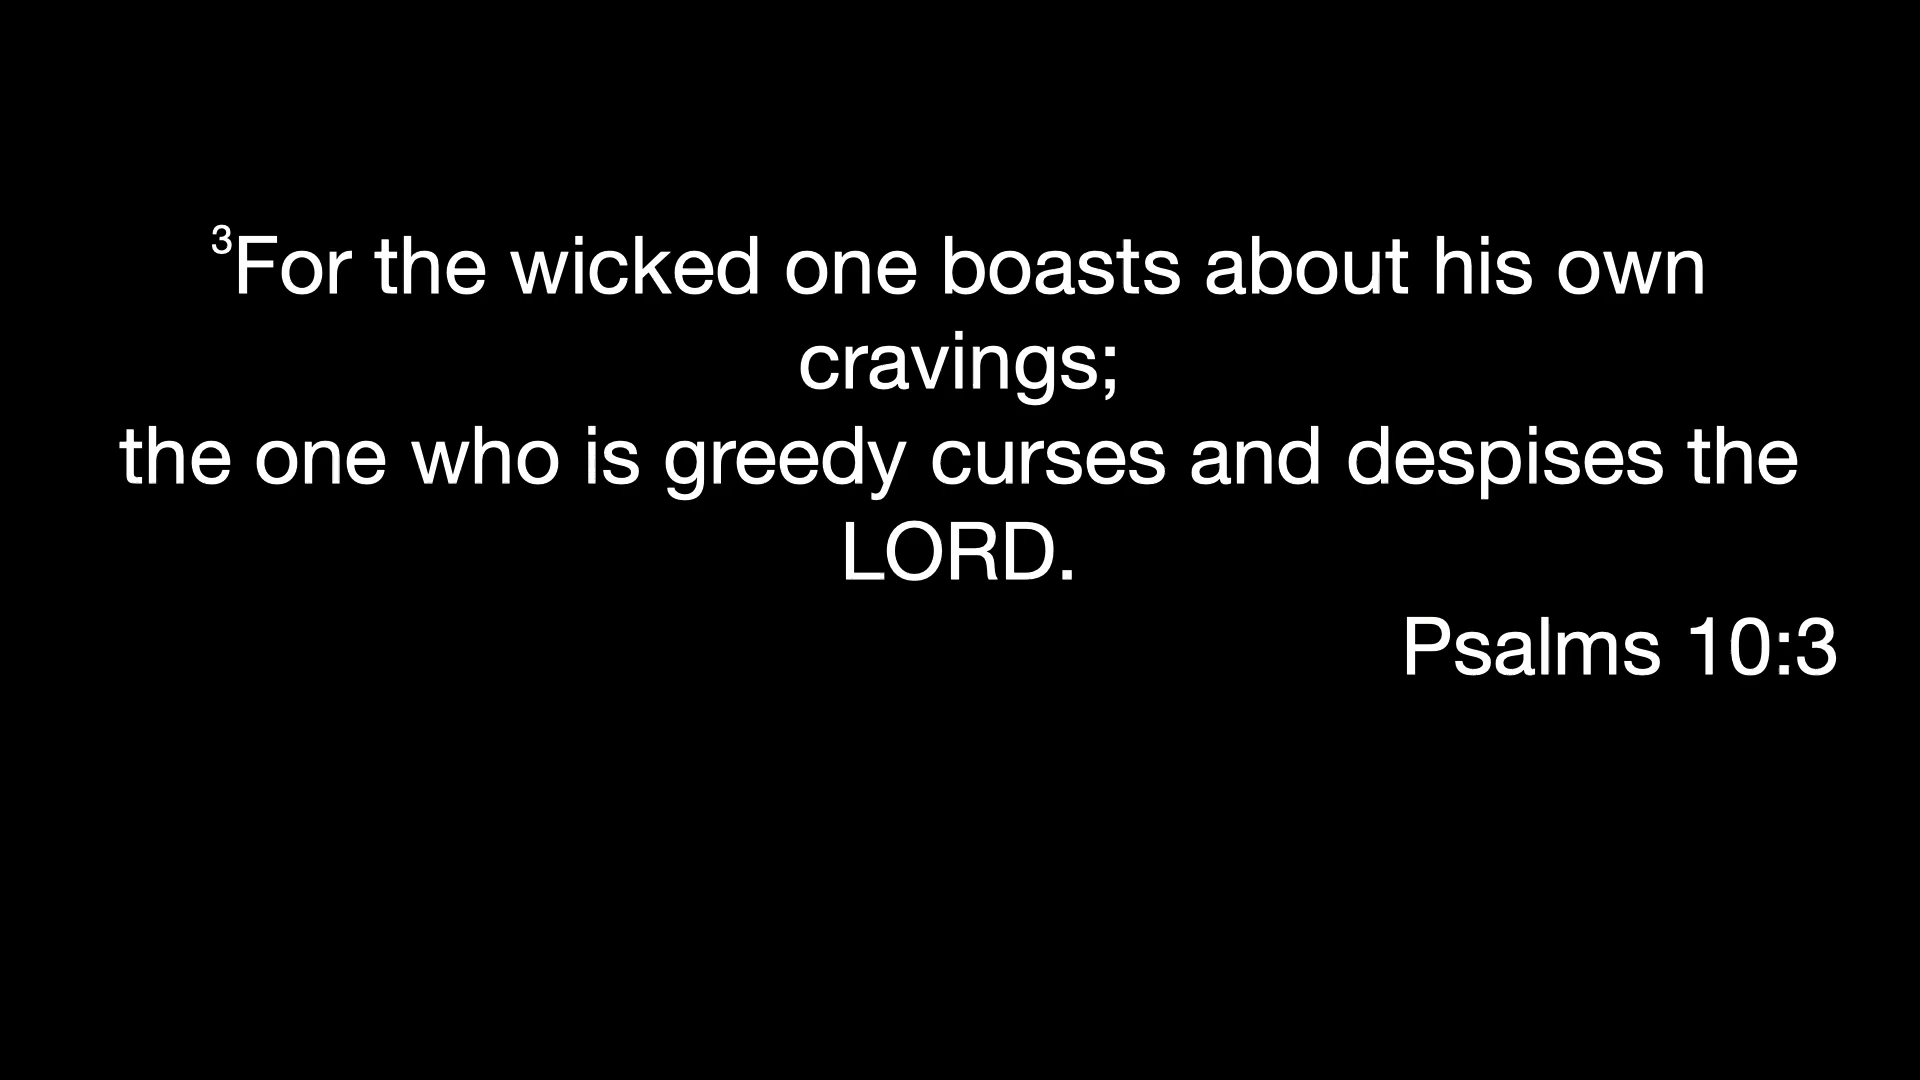 ³For the wicked one boasts about his own
cravings;
the one who is greedy curses and despises the
LORD.
Psalms 10:3